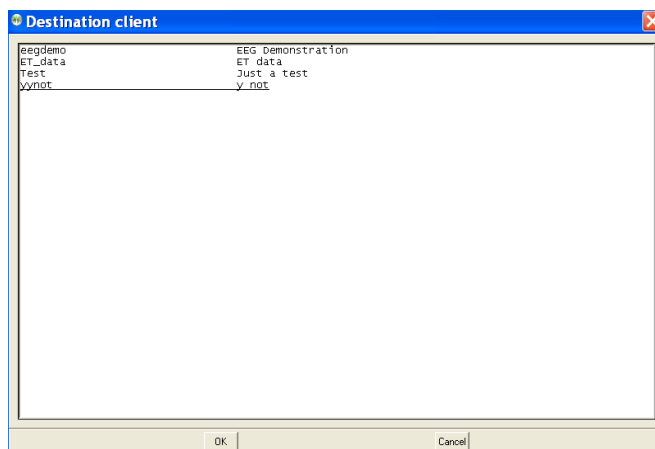 Destination client
eegdemo EEG Demonstration
ET_data ET data
Test Just a test
yynot y not
OK Cancel